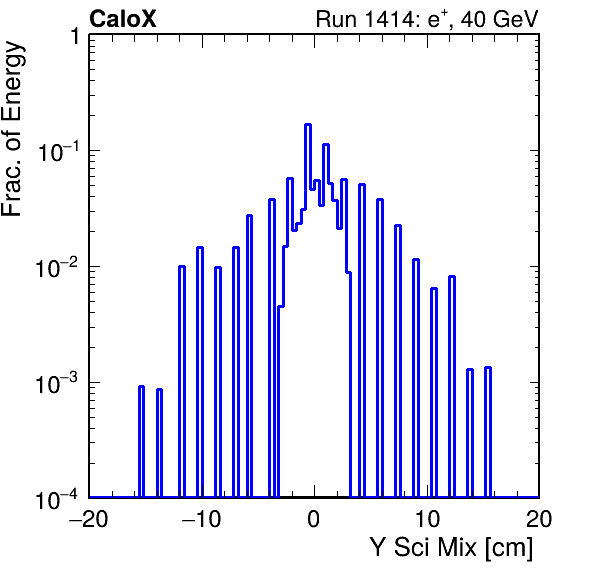 CaloX Run 1414: e⁺, 40 GeV
Frac. of Energy
1
10⁻¹
10⁻²
10⁻³
10⁻⁴
−20 −10 0 10 20
Y Sci Mix [cm]